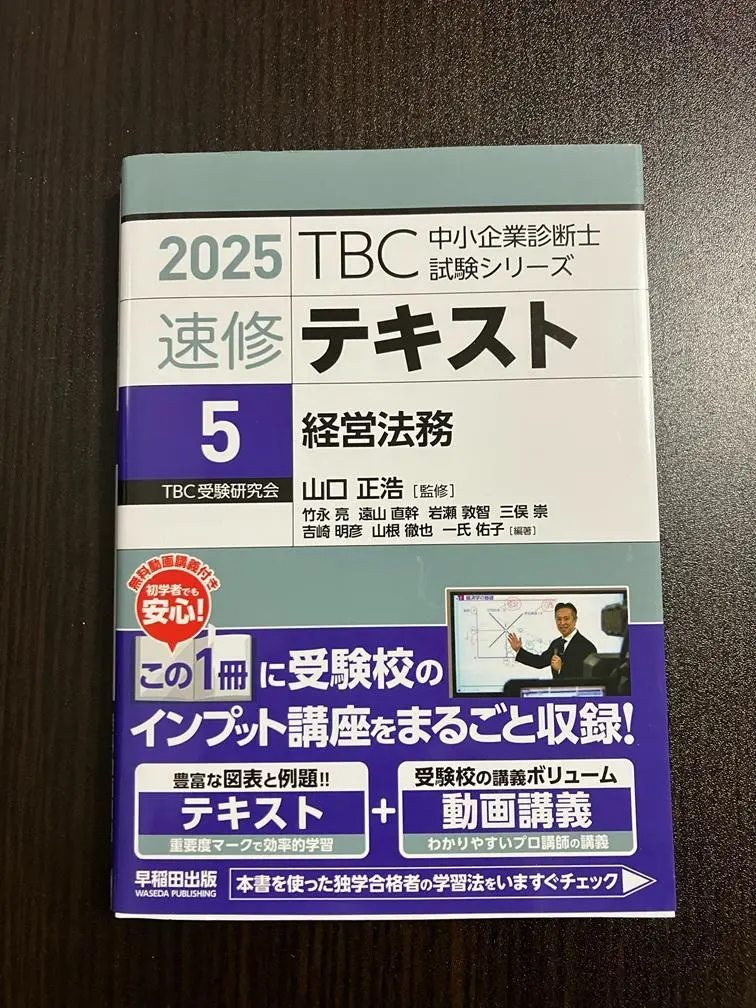 2025
TBC 中小企業診断士
試験シリーズ
速修 テキスト
5
経営法務
TBC受験研究会
山口 正浩 [監修]
竹永 亮 遠山 直幹 岩瀬 敦智 三俣 崇
吉崎 明彦 山根 徹也 一氏 佑子 [編著]
無料動画講義付き
初学者でも
安心!
この1冊に受験校の
インプット講座をまるごと収録!
豊富な図表と例題!!
テキスト
重要度マークで効率的学習
+
受験校の講義ボリューム
動画講義
わかりやすいプロ講師の講義
早稲田出版
WASEDA PUBLISHING
本書を使った独学合格者の学習法をいますぐチェック